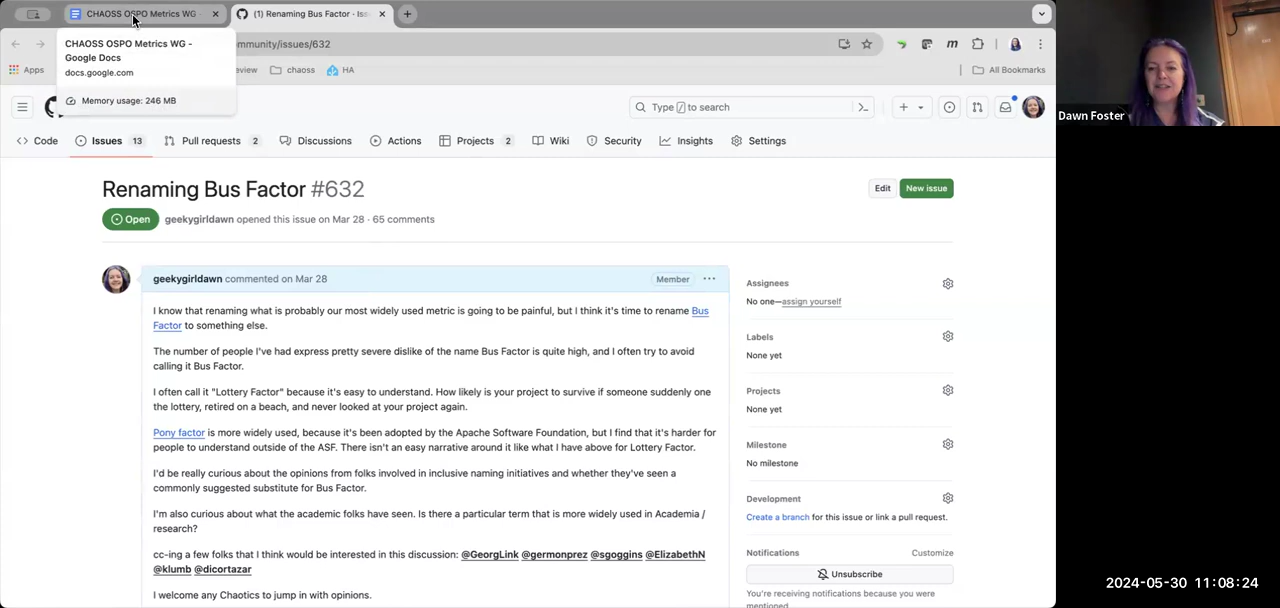 CHAOSS OSPO Metrics WG -
(1) Renaming Bus Factor · Iss
CHAOSS OSPO Metrics WG -
Google Docs
docs.google.com
Memory usage: 246 MB
mmunity/issues/632
Apps
eview
chaoss
HA
All Bookmarks
Type / to search
Code
Issues 13
Pull requests 2
Discussions
Actions
Projects 2
Wiki
Security
Insights
Settings
Renaming Bus Factor #632
Edit
New issue
Open
geekygirldawn opened this issue on Mar 28 · 65 comments
geekygirldawn commented on Mar 28
Member
I know that renaming what is probably our most widely used metric is going to be painful, but I think it's time to rename Bus
Factor to something else.
The number of people I've had express pretty severe dislike of the name Bus Factor is quite high, and I often try to avoid
calling it Bus Factor.
I often call it "Lottery Factor" because it's easy to understand. How likely is your project to survive if someone suddenly one
the lottery, retired on a beach, and never looked at your project again.
Pony factor is more widely used, because it's been adopted by the Apache Software Foundation, but I find that it's harder for
people to understand outside of the ASF. There isn't an easy narrative around it like what I have above for Lottery Factor.
I'd be really curious about the opinions from folks involved in inclusive naming initiatives and whether they've seen a
commonly suggested substitute for Bus Factor.
I'm also curious about what the academic folks have seen. Is there a particular term that is more widely used in Academia /
research?
cc-ing a few folks that I think would be interested in this discussion: @GeorgLink @germonprez @sgoggins @ElizabethN
@klumb @dicortazar
I welcome any Chaotics to jump in with opinions.
Assignees
No one—assign yourself
Labels
None yet
Projects
None yet
Milestone
No milestone
Development
Create a branch for this issue or link a pull request.
Notifications
Customize
Unsubscribe
You're receiving notifications because you were
mentioned.
Dawn Foster
2024-05-30 11:08:24